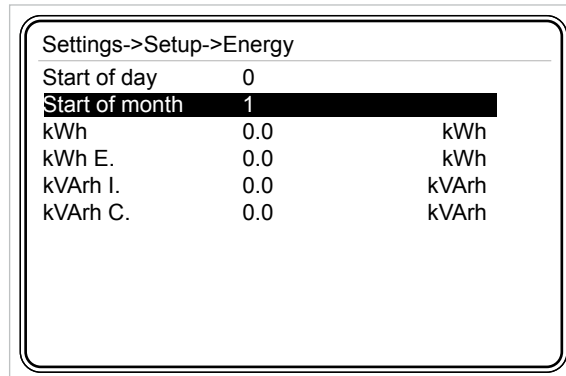 Settings->Setup->Energy
Start of day 0
Start of month 1
kWh 0.0 kWh
kWh E. 0.0 kWh
kVArh I. 0.0 kVArh
kVArh C. 0.0 kVArh